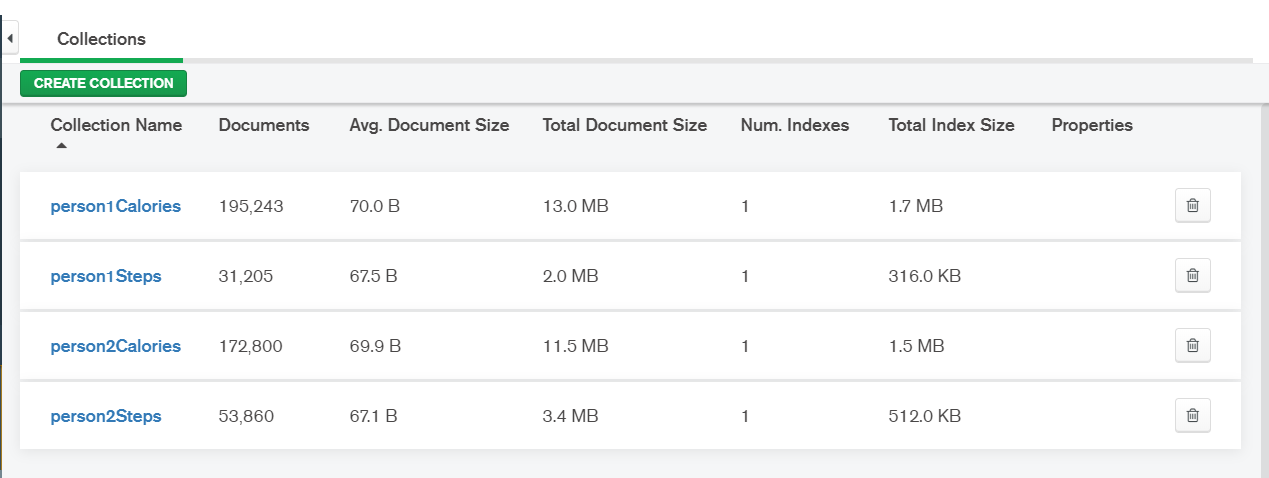 Collections
CREATE COLLECTION
Collection Name Documents Avg. Document Size Total Document Size Num. Indexes Total Index Size Properties
person1Calories 195,243 70.0 B 13.0 MB 1 1.7 MB
person1Steps 31,205 67.5 B 2.0 MB 1 316.0 KB
person2Calories 172,800 69.9 B 11.5 MB 1 1.5 MB
person2Steps 53,860 67.1 B 3.4 MB 1 512.0 KB